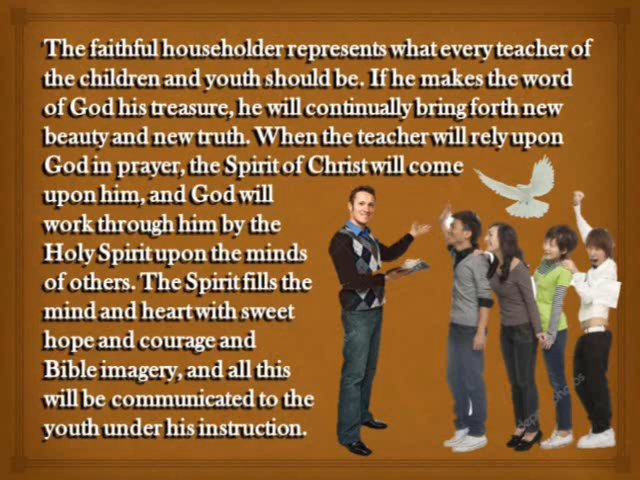 The faithful householder represents what every teacher of
the children and youth should be. If he makes the word
of God his treasure, he will continually bring forth new
beauty and new truth. When the teacher will rely upon
God in prayer, the Spirit of Christ will come
upon him, and God will
work through him by the
Holy Spirit upon the minds
of others. The Spirit fills the
mind and heart with sweet
hope and courage and
Bible imagery, and all this
will be communicated to the
youth under his instruction.